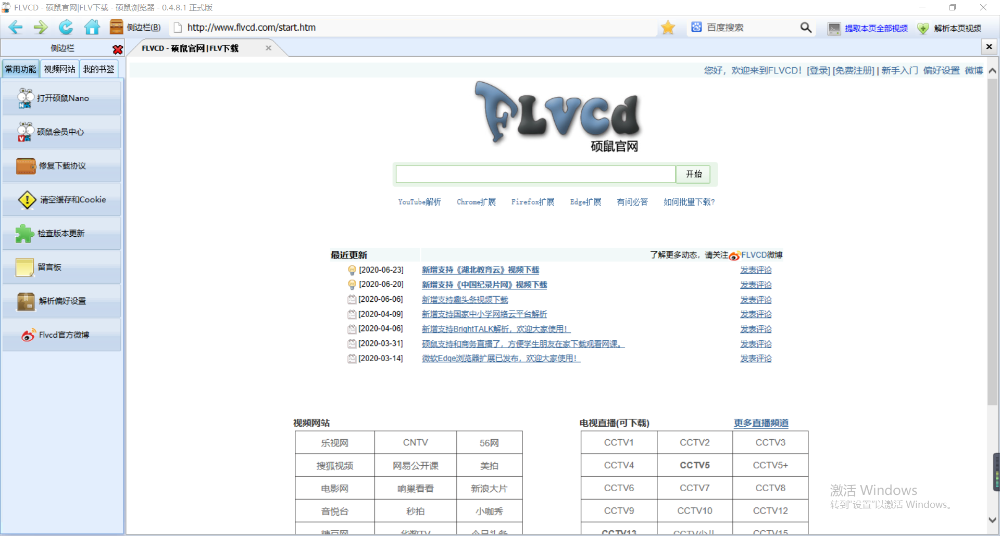 FLVCD - 硕鼠官网|FLV下载 - 硕鼠浏览器 - 0.4.8.1 正式版
侧边栏(B) http://www.flvcd.com/start.htm 百度搜索 提取本页全部视频 解析本页视频
侧边栏 FLVCD - 硕鼠官网|FLV下载
常用功能 视频网站 我的书签
您好，欢迎来到FLVCD! [登录] [免费注册] | 新手入门 偏好设置 微博
打开硕鼠Nano
硕鼠会员中心
修复下载协议
清空缓存和Cookie
检查版本更新
留言板
解析偏好设置
Flvcd官方微博
FLVCd
硕鼠官网
开始
YouTube解析 Chrome扩展 Firefox扩展 Edge扩展 有问必答 如何批量下载?
最近更新 了解更多动态，请关注 FLVCD微博
[2020-06-23] 新增支持《湖北教育云》视频下载 发表评论
[2020-06-20] 新增支持《中国纪录片网》视频下载 发表评论
[2020-06-06] 新增支持趣头条视频下载 发表评论
[2020-04-09] 新增支持国家中小学网络云平台解析 发表评论
[2020-04-06] 新增支持BrightTALK解析，欢迎大家使用！ 发表评论
[2020-03-31] 硕鼠支持和商务直播了，方便学生朋友在家下载观看网课。 发表评论
[2020-03-14] 微软Edge浏览器扩展已发布，欢迎大家使用！ 发表评论
视频网站
乐视网 CNTV 56网
搜狐视频 网易公开课 美拍
电影网 响巢看看 新浪大片
音悦台 秒拍 小咖秀
糖豆网 华数TV 今日头条
电视直播(可下载) 更多直播频道
CCTV1 CCTV2 CCTV3
CCTV4 CCTV5 CCTV5+
CCTV6 CCTV7 CCTV8
CCTV9 CCTV10 CCTV12
CCTV13 CCTV少儿 CCTV15
激活 Windows
转到"设置"以激活 Windows。